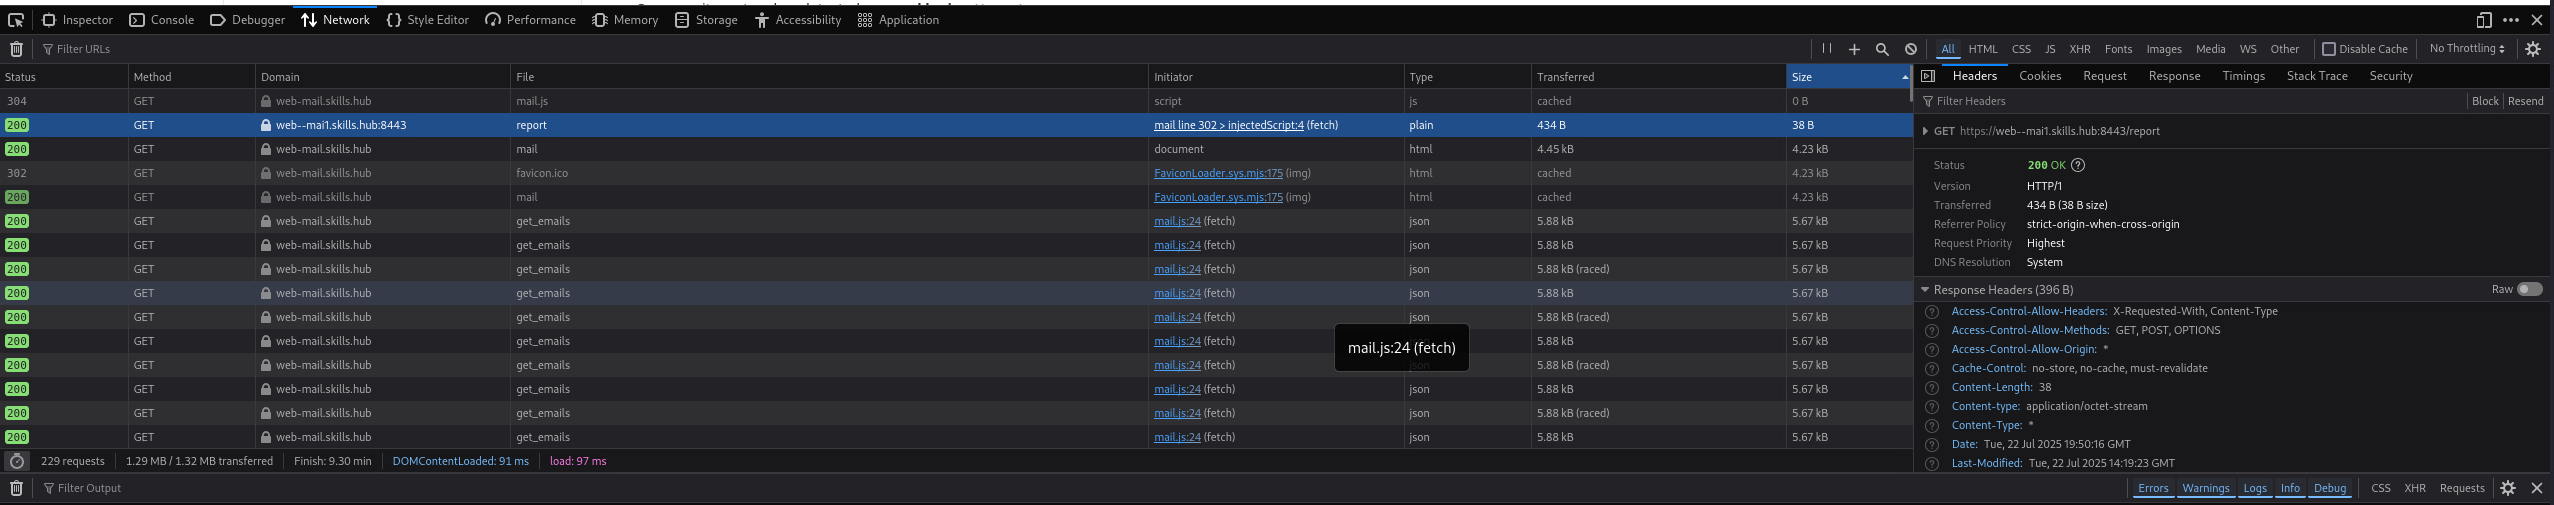 Inspector Console Debugger Network Style Editor Performance Memory Storage Accessibility Application
Filter URLs
All HTML CSS JS XHR Fonts Images Media WS Other Disable Cache No Throttling
Status Method Domain File Initiator Type Transferred Size
304 GET web-mail.skills.hub mail.js script js cached 0 B
200 GET web--mai1.skills.hub:8443 report mail line 302 > injectedScript:4 (fetch) plain 434 B 38 B
200 GET web-mail.skills.hub mail document html 4.45 kB 4.23 kB
302 GET web-mail.skills.hub favicon.ico FaviconLoader.sys.mjs:175 (img) html cached 4.23 kB
200 GET web-mail.skills.hub mail FaviconLoader.sys.mjs:175 (img) html cached 4.23 kB
200 GET web-mail.skills.hub get_emails mail.js:24 (fetch) json 5.88 kB 5.67 kB
200 GET web-mail.skills.hub get_emails mail.js:24 (fetch) json 5.88 kB 5.67 kB
200 GET web-mail.skills.hub get_emails mail.js:24 (fetch) json 5.88 kB (raced) 5.67 kB
200 GET web-mail.skills.hub get_emails mail.js:24 (fetch) json 5.88 kB 5.67 kB
200 GET web-mail.skills.hub get_emails mail.js:24 (fetch) json 5.88 kB (raced) 5.67 kB
200 GET web-mail.skills.hub get_emails mail.js:24 (fetch) 5.88 kB 5.67 kB
mail.js:24 (fetch)
200 GET web-mail.skills.hub get_emails mail.js:24 (fetch) json 5.88 kB (raced) 5.67 kB
200 GET web-mail.skills.hub get_emails mail.js:24 (fetch) json 5.88 kB 5.67 kB
200 GET web-mail.skills.hub get_emails mail.js:24 (fetch) json 5.88 kB (raced) 5.67 kB
200 GET web-mail.skills.hub get_emails mail.js:24 (fetch) json 5.88 kB 5.67 kB
229 requests 1.29 MB / 1.32 MB transferred Finish: 9.30 min DOMContentLoaded: 91 ms load: 97 ms
Headers Cookies Request Response Timings Stack Trace Security
Filter Headers Block Resend
GET https://web--mai1.skills.hub:8443/report
Status 200 OK ?
Version HTTP/1
Transferred 434 B (38 B size)
Referrer Policy strict-origin-when-cross-origin
Request Priority Highest
DNS Resolution System
Response Headers (396 B) Raw
? Access-Control-Allow-Headers: X-Requested-With, Content-Type
? Access-Control-Allow-Methods: GET, POST, OPTIONS
? Access-Control-Allow-Origin: *
? Cache-Control: no-store, no-cache, must-revalidate
? Content-Length: 38
? Content-type: application/octet-stream
? Content-Type: *
? Date: Tue, 22 Jul 2025 19:50:16 GMT
? Last-Modified: Tue, 22 Jul 2025 14:19:23 GMT
Filter Output Errors Warnings Logs Info Debug CSS XHR Requests